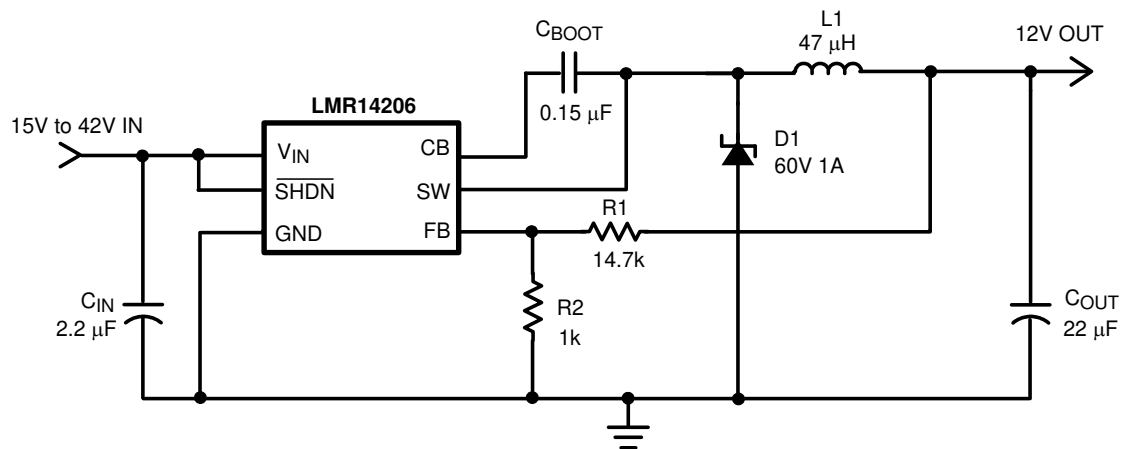 L1
47 μH
12V OUT
CBOOT
0.15 μF
LMR14206
15V to 42V IN
VIN
CB
SHDN
SW
GND
FB
D1
60V 1A
R1
14.7k
CIN
2.2 μF
R2
1k
COUT
22 μF